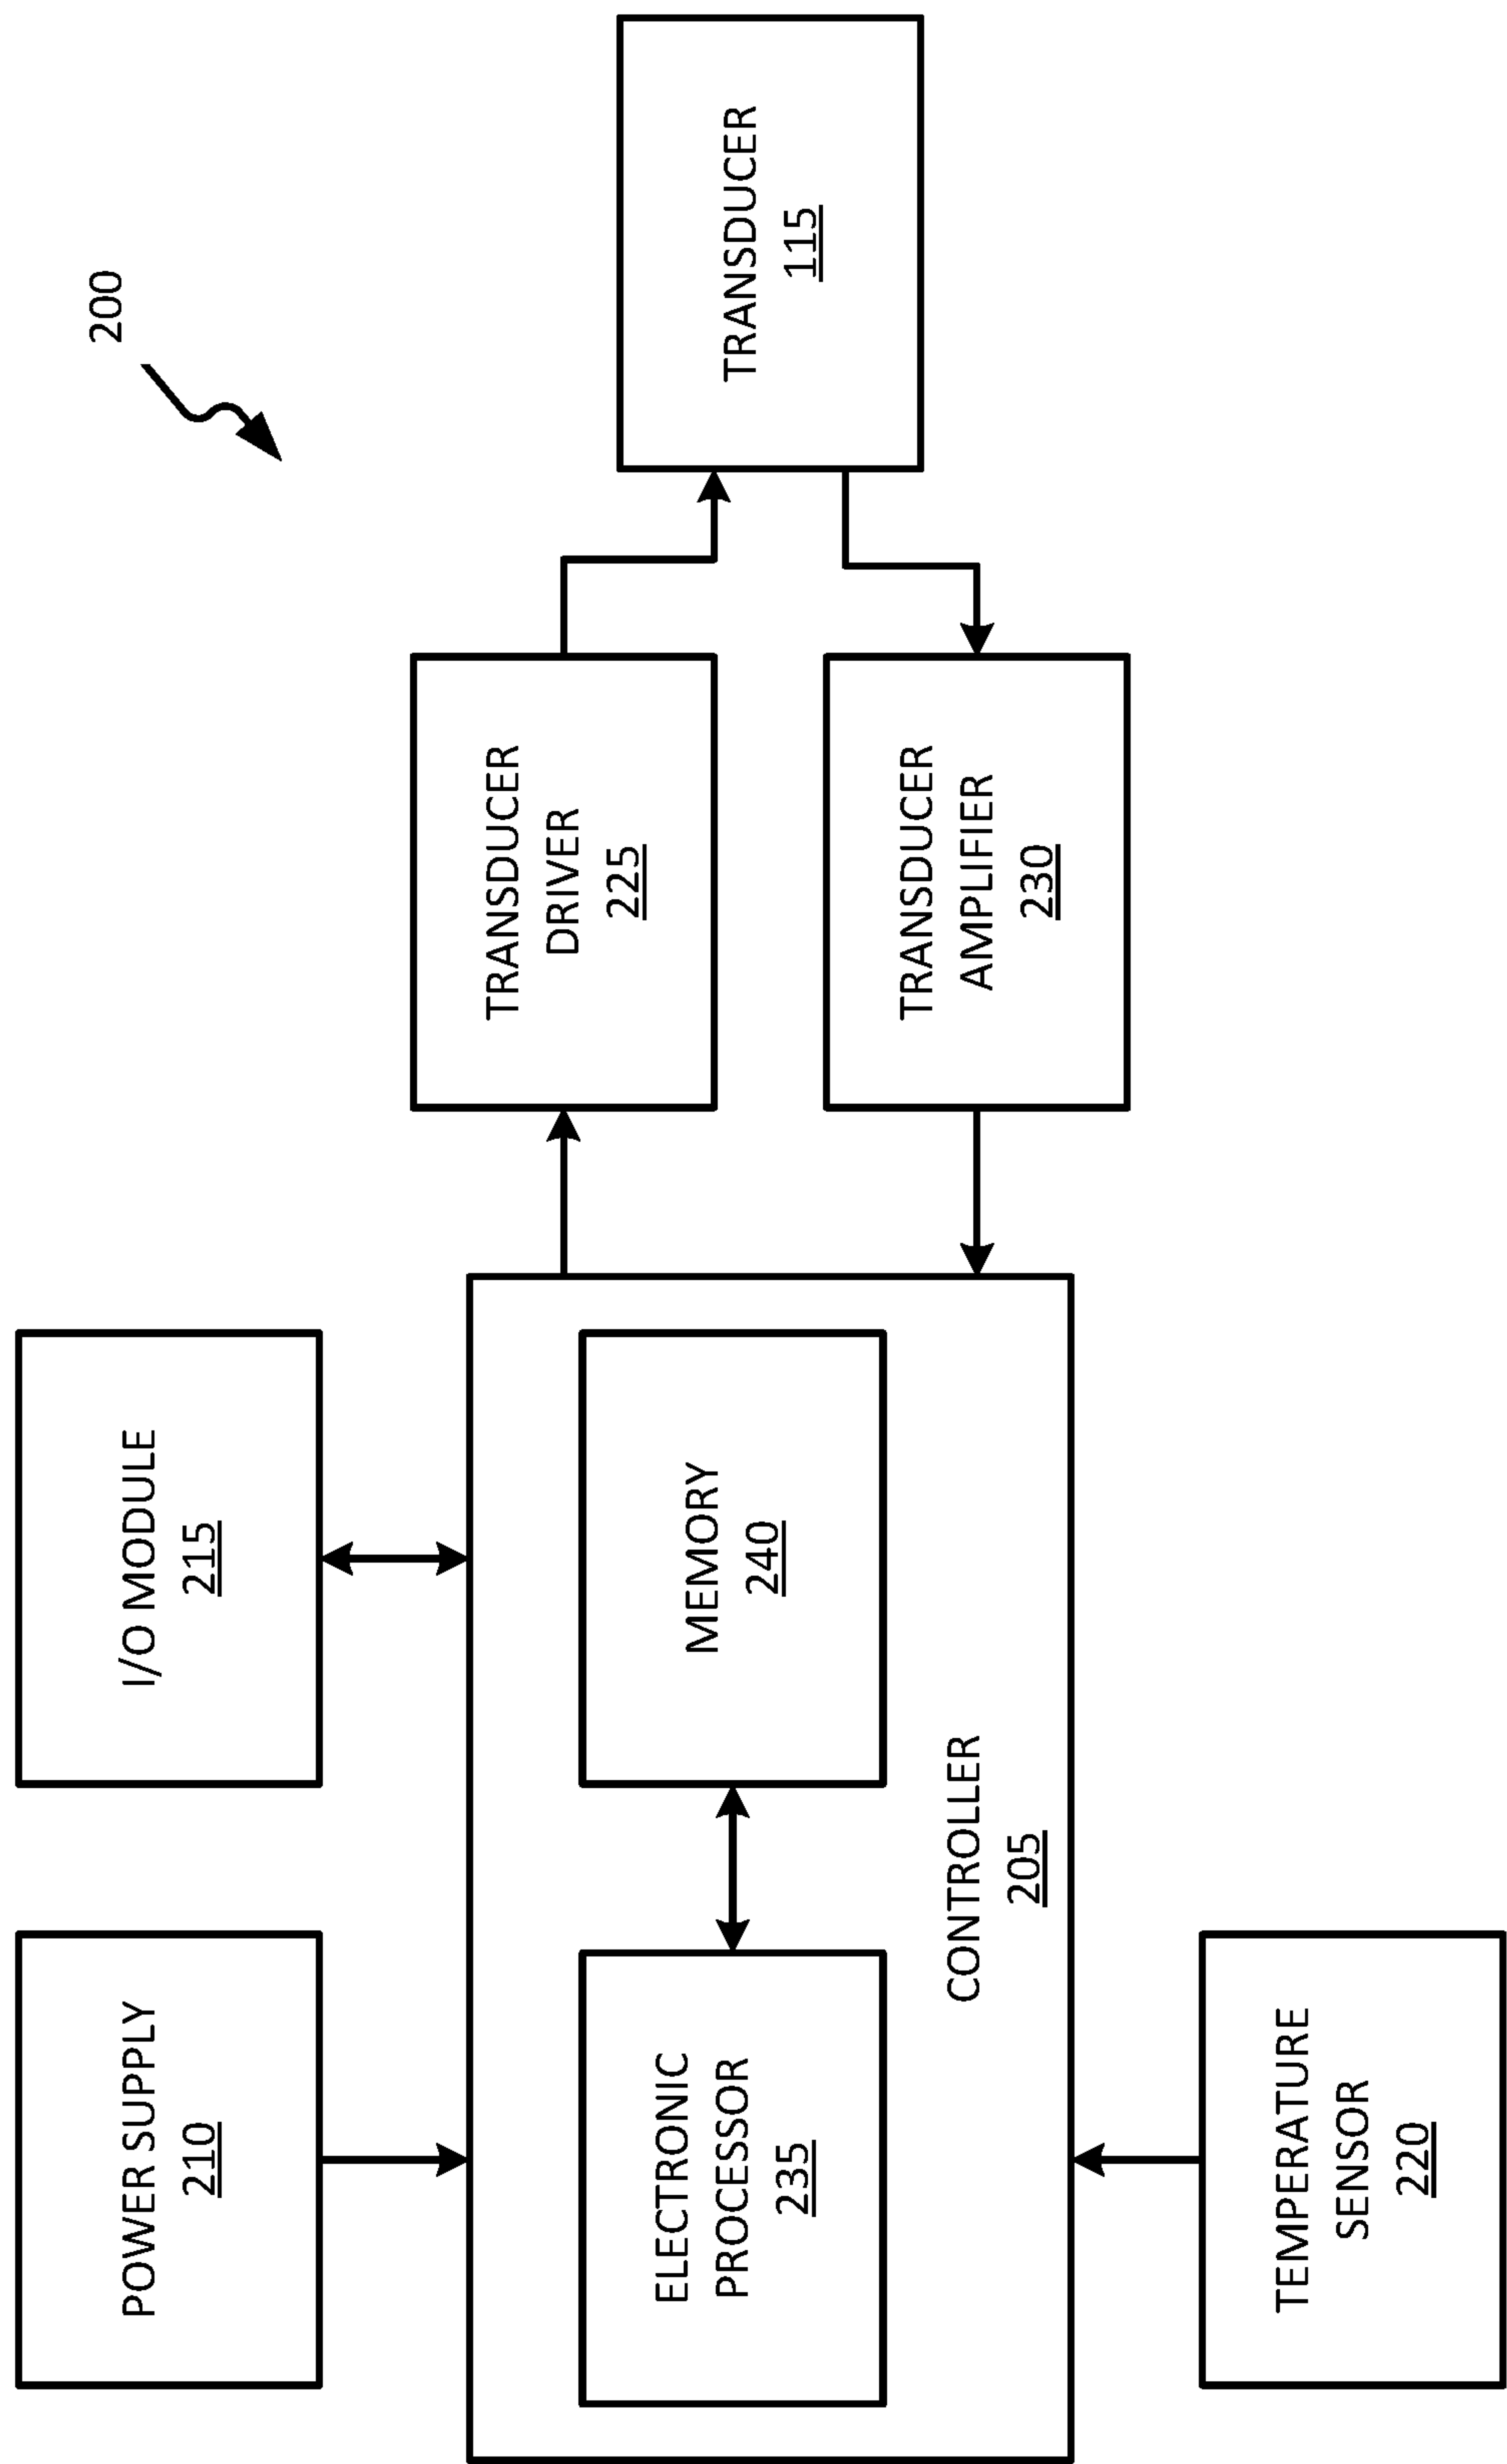 200
POWER SUPPLY
210
I/O MODULE
215
TRANSDUCER
DRIVER
225
TRANSDUCER
115
ELECTRONIC
PROCESSOR
235
MEMORY
240
TRANSDUCER
AMPLIFIER
230
CONTROLLER
205
TEMPERATURE
SENSOR
220